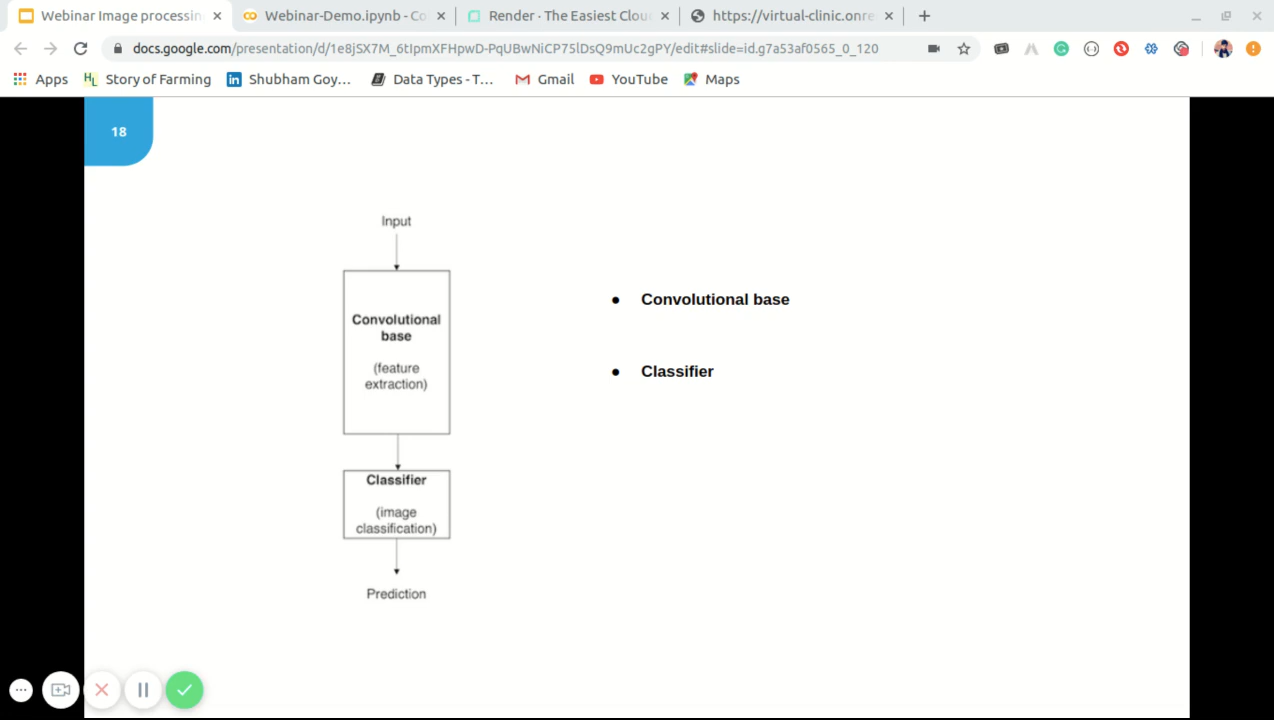 Webinar Image processin
Webinar-Demo.ipynb - Co
Render · The Easiest Clou
https://virtual-clinic.onre
docs.google.com/presentation/d/1e8jSX7M_6tIpmXFHpwD-PqUBwNiCP75lDsQ9mUc2gPY/edit#slide=id.g7a53af0565_0_120
Apps
Story of Farming
Shubham Goy...
Data Types - T...
Gmail
YouTube
Maps
18
Input
Convolutional
base
(feature
extraction)
Classifier
(image
classification)
Prediction
● Convolutional base
● Classifier